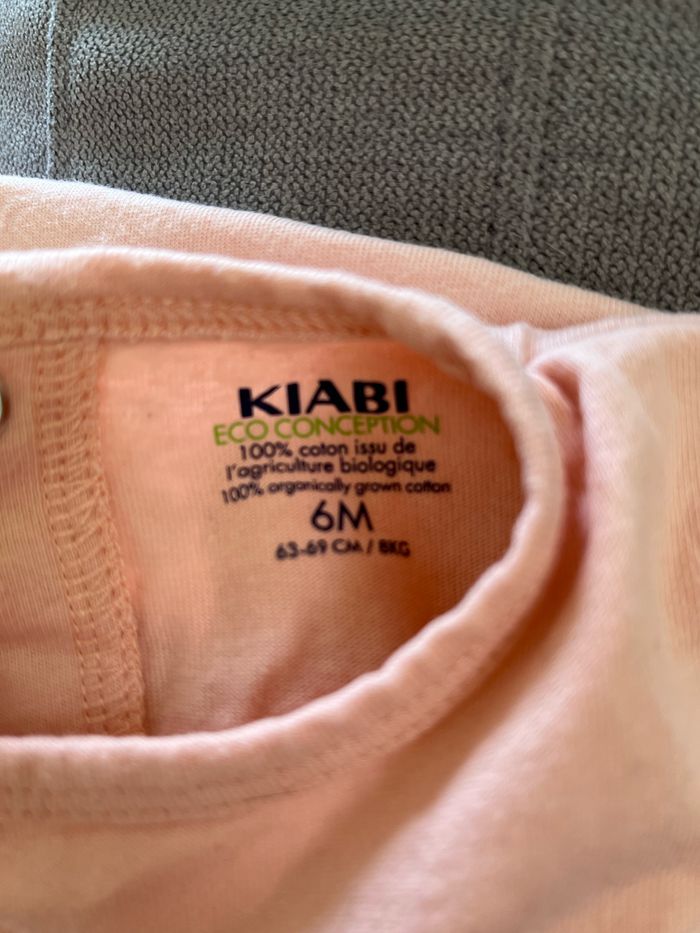 KIABI
ECO CONCEPTION
100% coton issu de
l'agriculture biologique
100% organically grown cotton
6M
63-69 CM / 8KG